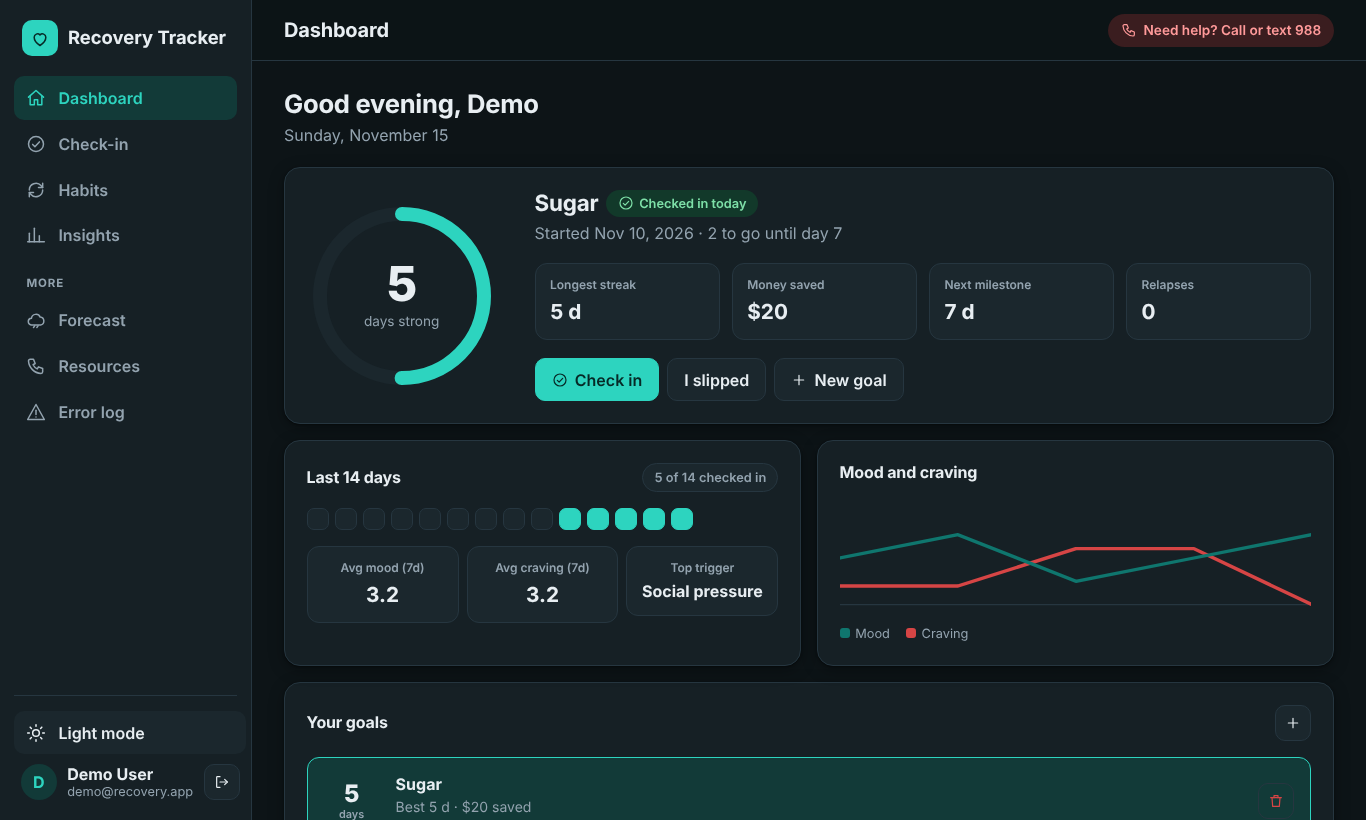 Recovery Tracker
Dashboard
Check-in
Habits
Insights
MORE
Forecast
Resources
Error log
Light mode
D
Demo User
demo@recovery.app
Dashboard
Need help? Call or text 988
Good evening, Demo
Sunday, November 15
5
days strong
Sugar
Checked in today
Started Nov 10, 2026 · 2 to go until day 7
Longest streak
5 d
Money saved
$20
Next milestone
7 d
Relapses
0
Check in
I slipped
New goal
Last 14 days
5 of 14 checked in
Avg mood (7d)
3.2
Avg craving (7d)
3.2
Top trigger
Social pressure
Mood and craving
Mood
Craving
Your goals
5
days
Sugar
Best 5 d · $20 saved